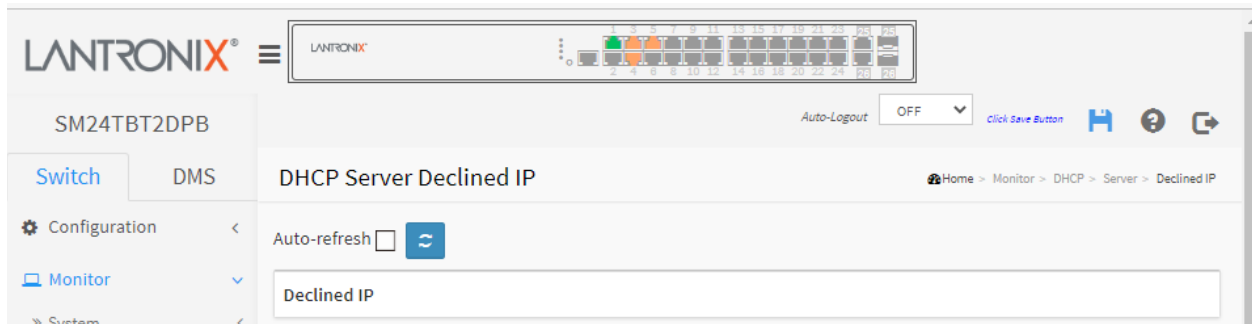 LANTRONIX®
LANTRONIX
1 3 5 7 9 11 13 15 17 19 21 23 25 25
2 4 6 8 10 12 14 16 18 20 22 24 26 26
SM24TBT2DPB
Auto-Logout OFF Click Save Button
Switch DMS
DHCP Server Declined IP
Home > Monitor > DHCP > Server > Declined IP
Configuration
Auto-refresh
Monitor
Declined IP
» System